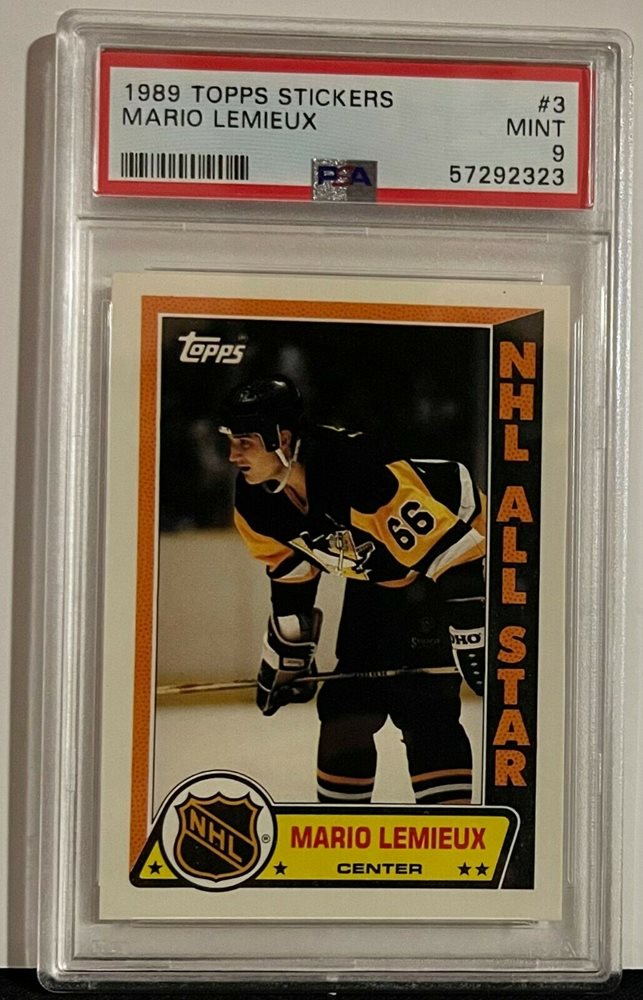 1989 TOPPS STICKERS #3
MARIO LEMIEUX MINT
9
PSA 57292323
Topps
NHL ALL STAR
66
NHL
®
MARIO LEMIEUX
CENTER